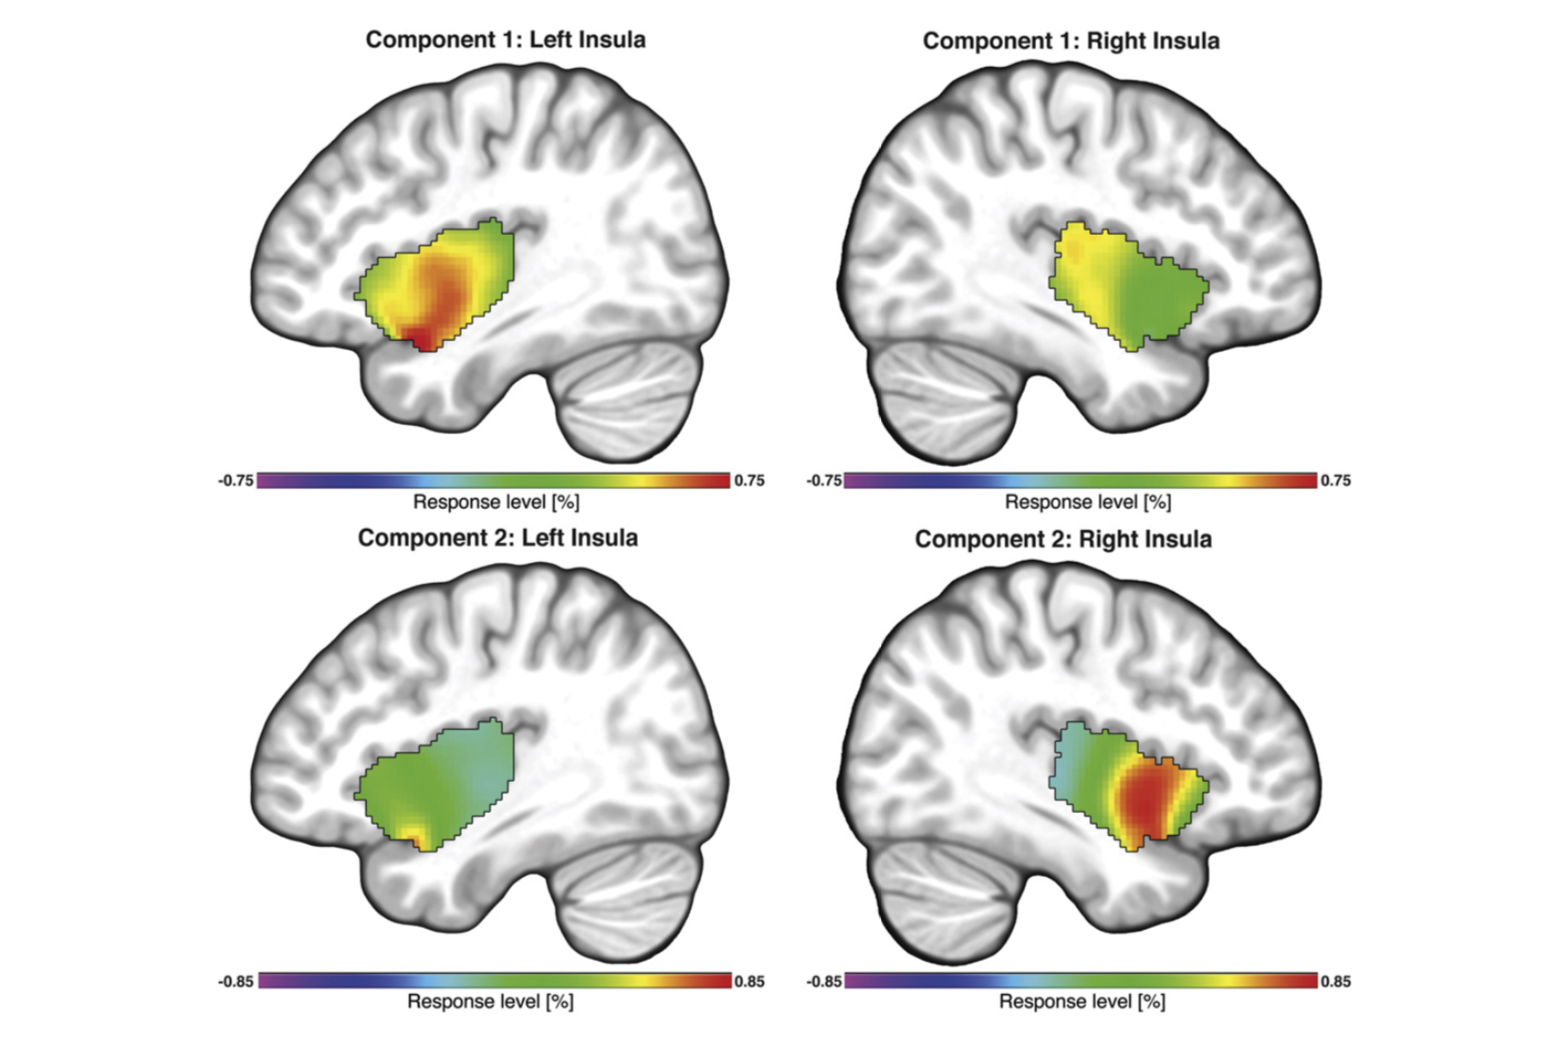 Component 1: Left Insula
Component 1: Right Insula
-0.75 0.75
Response level [%]
-0.75 0.75
Response level [%]
Component 2: Left Insula
Component 2: Right Insula
-0.85 0.85
Response level [%]
-0.85 0.85
Response level [%]